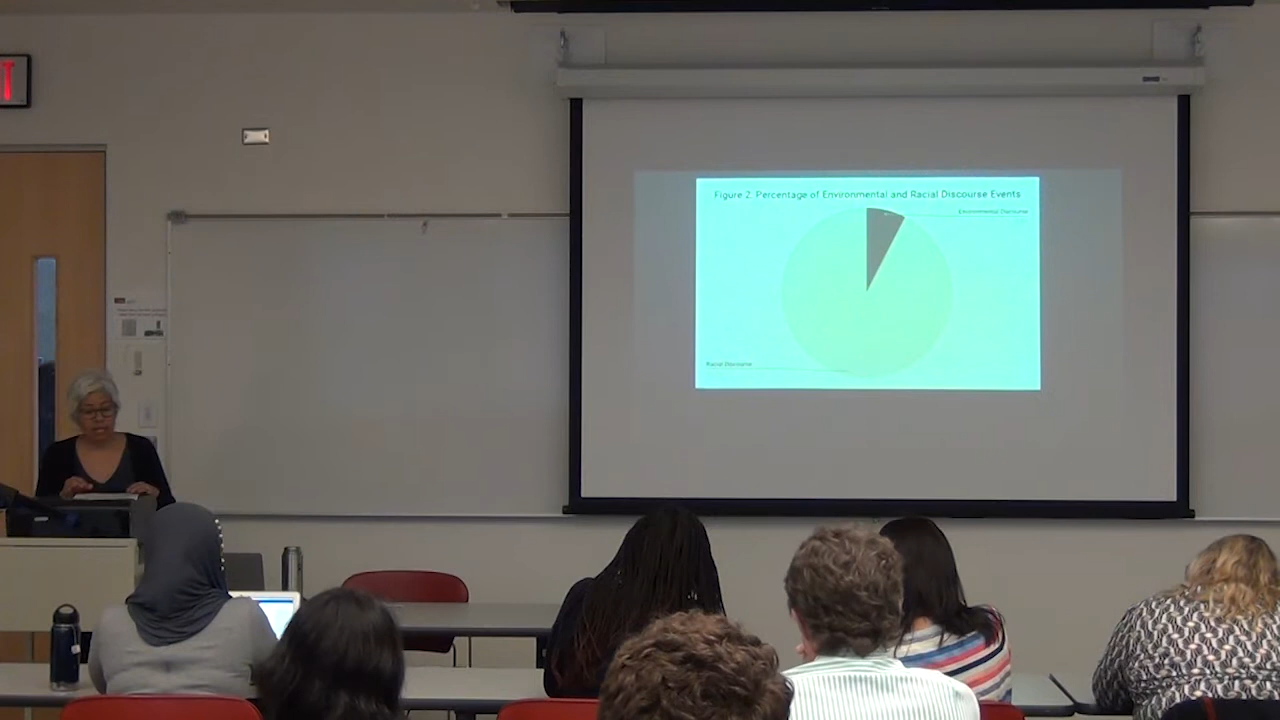 T
Figure 2. Percentage of Environmental and Racial Discourse Events
Environmental Discourse
Racial Discourse